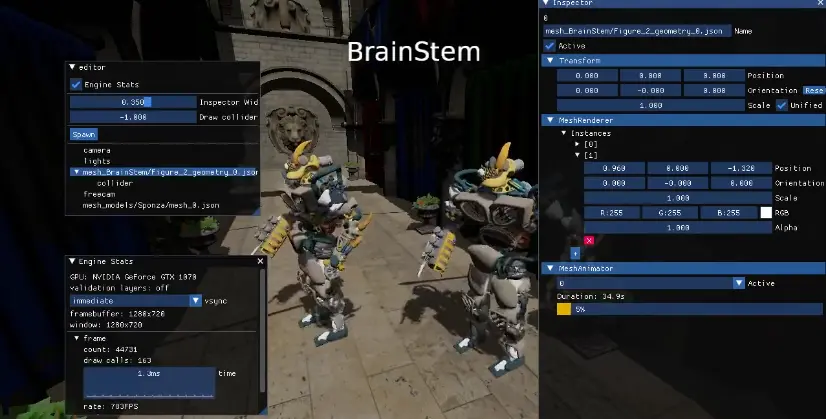 BrainStem
editor
Engine Stats
0.350 Inspector Wid
-1.000 Draw collider
Spawn
camera
lights
mesh_BrainStem/Figure_2_geometry_0.json
collider
freecam
mesh_models/Sponza/mesh_0.json
Engine Stats
GPU: NVIDIA GeForce GTX 1070
validation layers: off
immediate vsync
framebuffer: 1280x720
window: 1280x720
frame
count: 44731
draw calls: 163
1.3ms time
rate: 783FPS
Inspector
0
mesh_BrainStem/Figure_2_geometry_0.json Name
Active
Transform
0.000 0.000 0.000 Position
0.000 -0.000 0.000 Orientation Rese
1.000 Scale Unified
MeshRenderer
Instances
[0]
[1]
0.960 0.000 -1.320 Position
0.000 -0.000 0.000 Orientation
1.000 Scale
R:255 G:255 B:255 RGB
1.000 Alpha
x
+
MeshAnimator
0 Active
Duration: 34.9s
5%